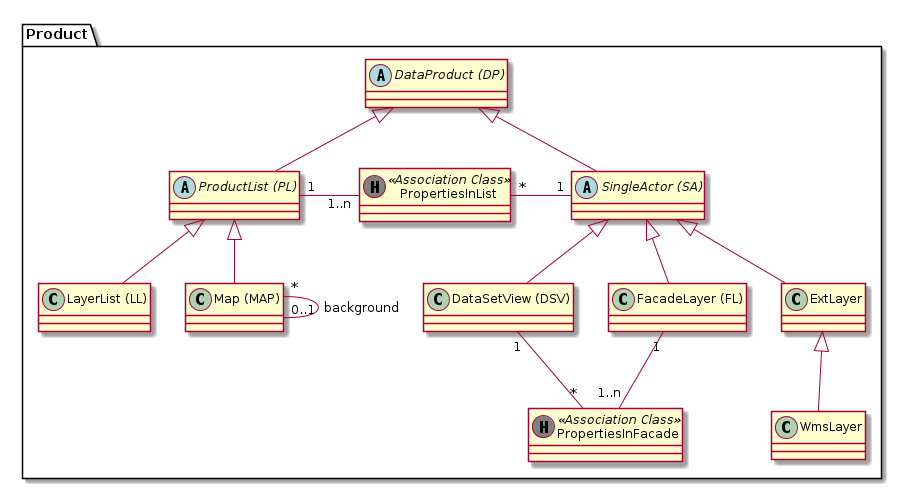 Product
A DataProduct (DP)
A ProductList (PL)
1
1..n
H «Association Class»
PropertiesInList
*
1
A SingleActor (SA)
C LayerList (LL)
C Map (MAP)
*
0..1
background
C DataSetView (DSV)
C FacadeLayer (FL)
C ExtLayer
1
1
*
1..n
H «Association Class»
PropertiesInFacade
C WmsLayer